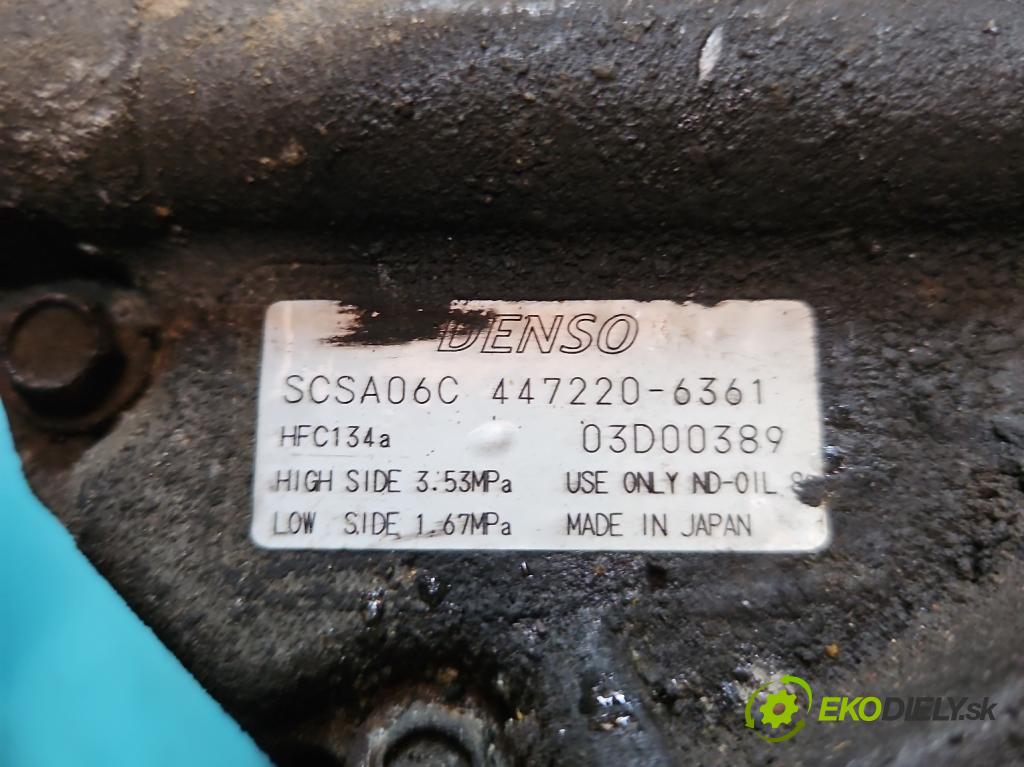 DENSO
SCSA06C 447220-6361
HFC134a 03D00389
HIGH SIDE 3.53MPa USE ONLY ND-OIL
LOW SIDE 1.67MPa MADE IN JAPAN
EKODIELY.sk